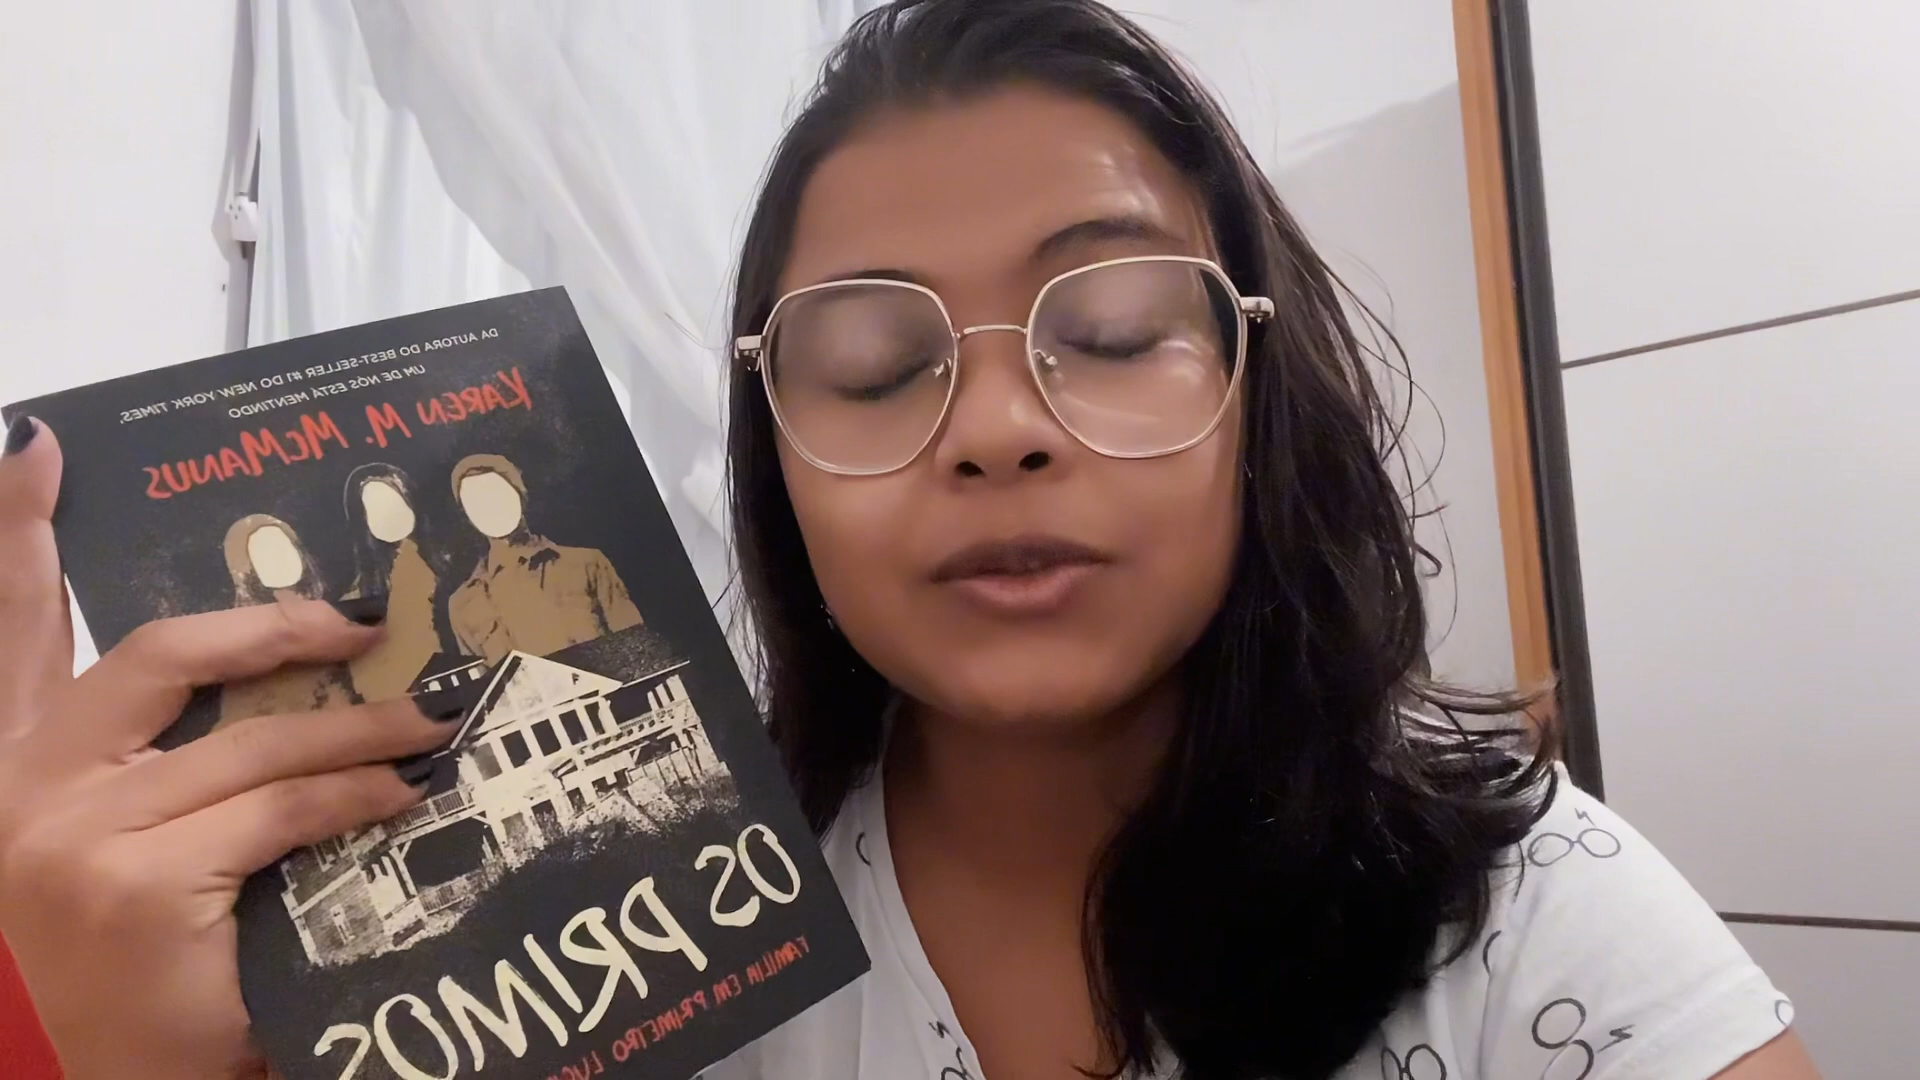 DA AUTORA DO BEST-SELLER #1 DO NEW YORK TIMES,
UM DE NÓS ESTÁ MENTINDO
KAREN M. McMANUS
OS PRIMOS
FAMÍLIA EM PRIMEIRO